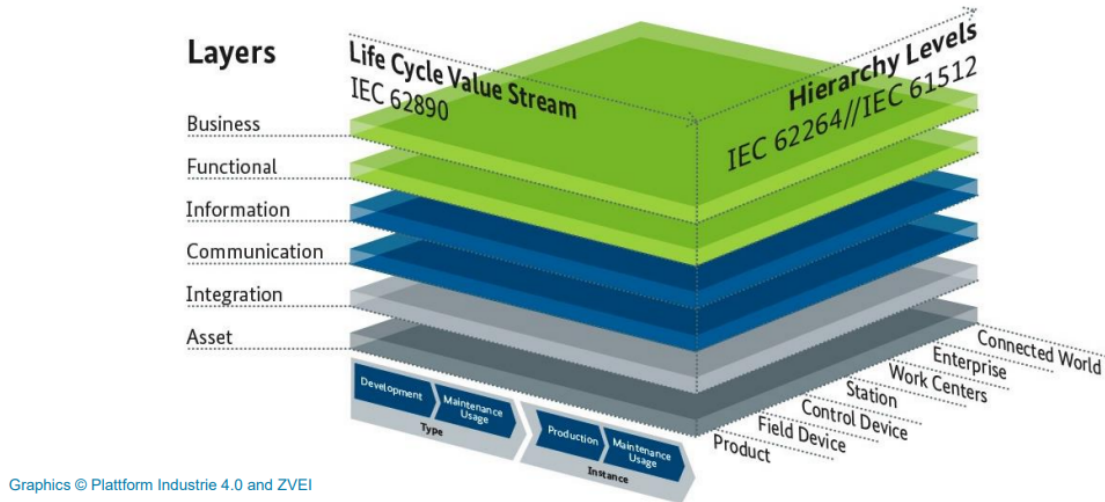 Layers
Life Cycle Value Stream
IEC 62890
Hierarchy Levels
IEC 62264//IEC 61512
Business
Functional
Information
Communication
Integration
Asset
Development
Maintenance
Usage
Type
Production
Maintenance
Usage
Instance
Connected World
Enterprise
Work Centers
Station
Control Device
Field Device
Product
Graphics © Plattform Industrie 4.0 and ZVEI